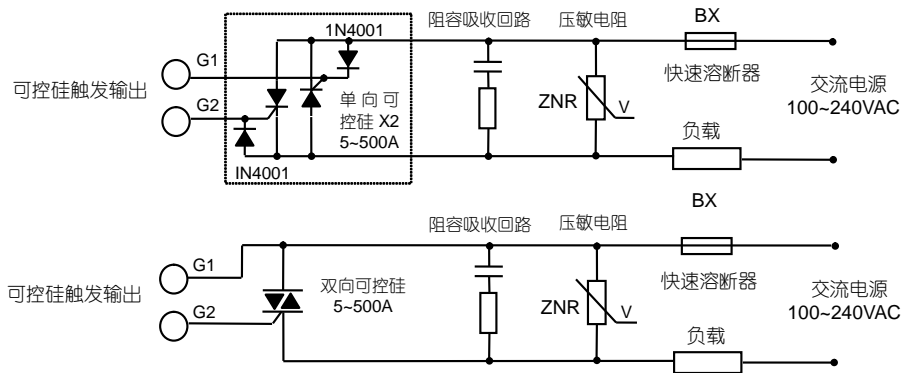 阻容吸收回路
压敏电阻
BX
1N4001
G1
可控硅触发输出
G2
单向可
控硅 X2
5~500A
IN4001
ZNR
V
快速溶断器
负载
交流电源
100~240VAC
阻容吸收回路
压敏电阻
BX
G1
可控硅触发输出
G2
双向可控硅
5~500A
ZNR
V
快速溶断器
负载
交流电源
100~240VAC